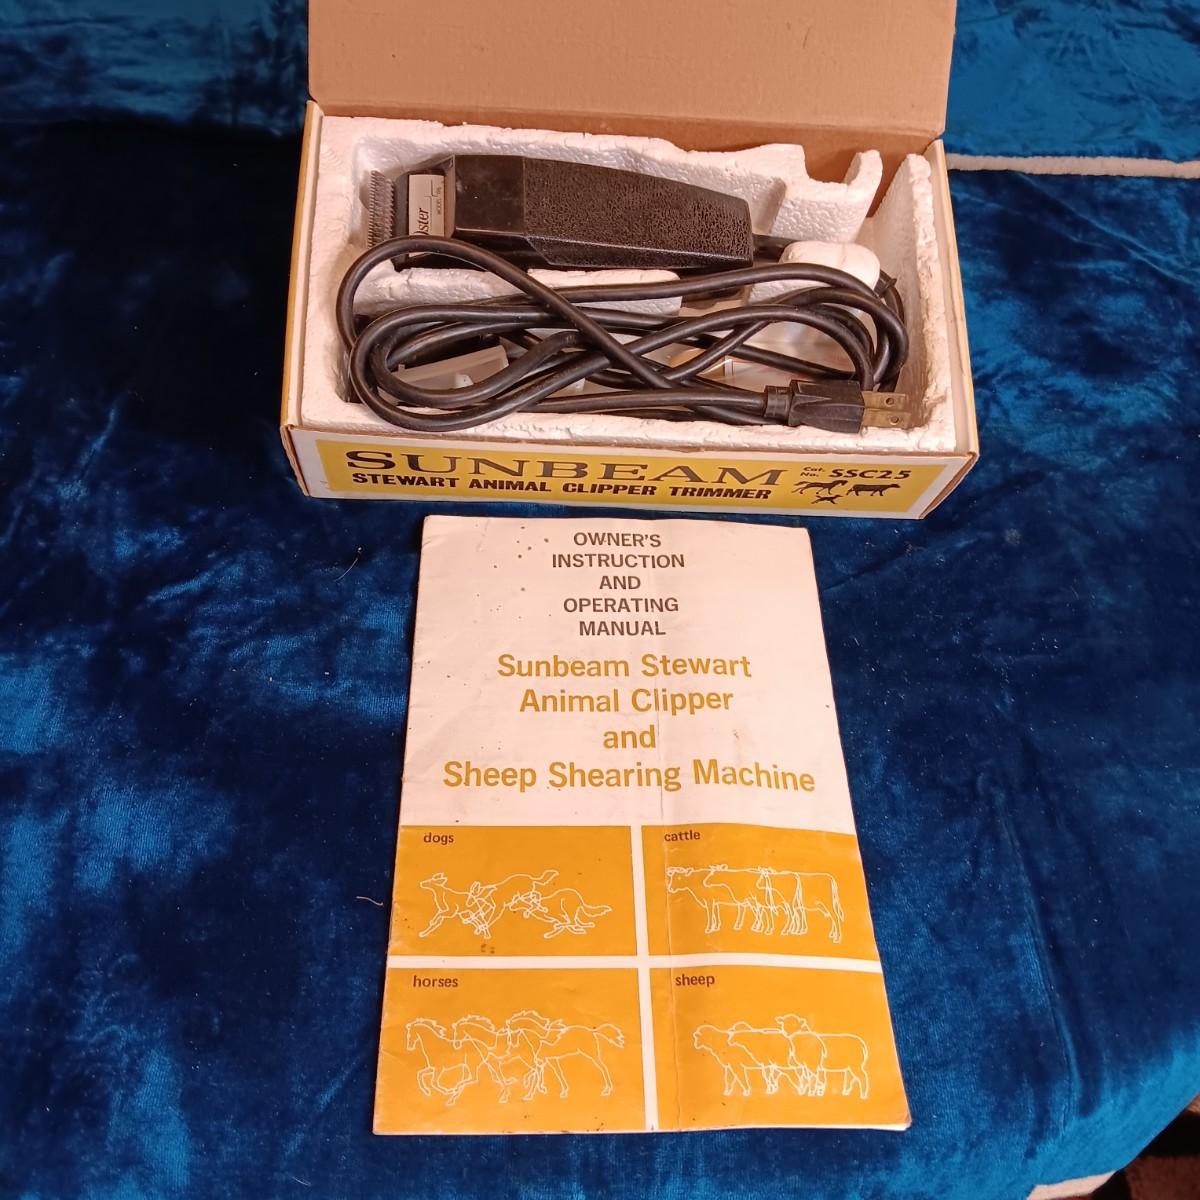 SUNBEAM
Cat. No. SSC25
STEWART ANIMAL CLIPPER TRIMMER
OWNER'S
INSTRUCTION
AND
OPERATING
MANUAL
Sunbeam Stewart
Animal Clipper
and
Sheep Shearing Machine
dogs
cattle
horses
sheep